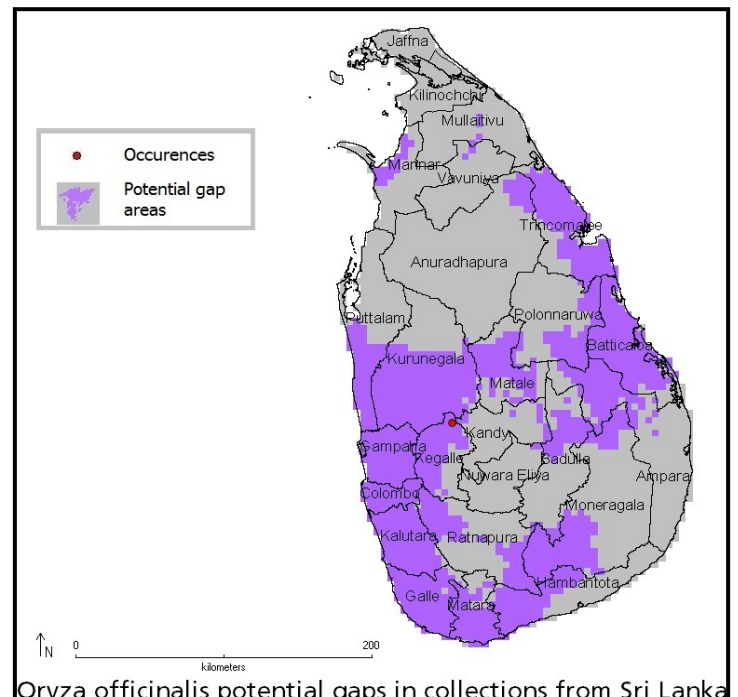 Jaffna
Kilinochchi
Mullaitivu
Occurences
Potential gap
areas
Mannar
Vavuniya
Trincomalee
Anuradhapura
Puttalam
Polonnaruwa
Batticaloa
Kurunegala
Matale
Kandy
Gampaha
Kegalle
Badulla
Nuwara Eliya
Ampara
Colombo
Moneragala
Kalutara
Ratnapura
Hambantota
Galle
Matara
N
0
200
kilometers
Oryza officinalis potential gaps in collections from Sri Lanka